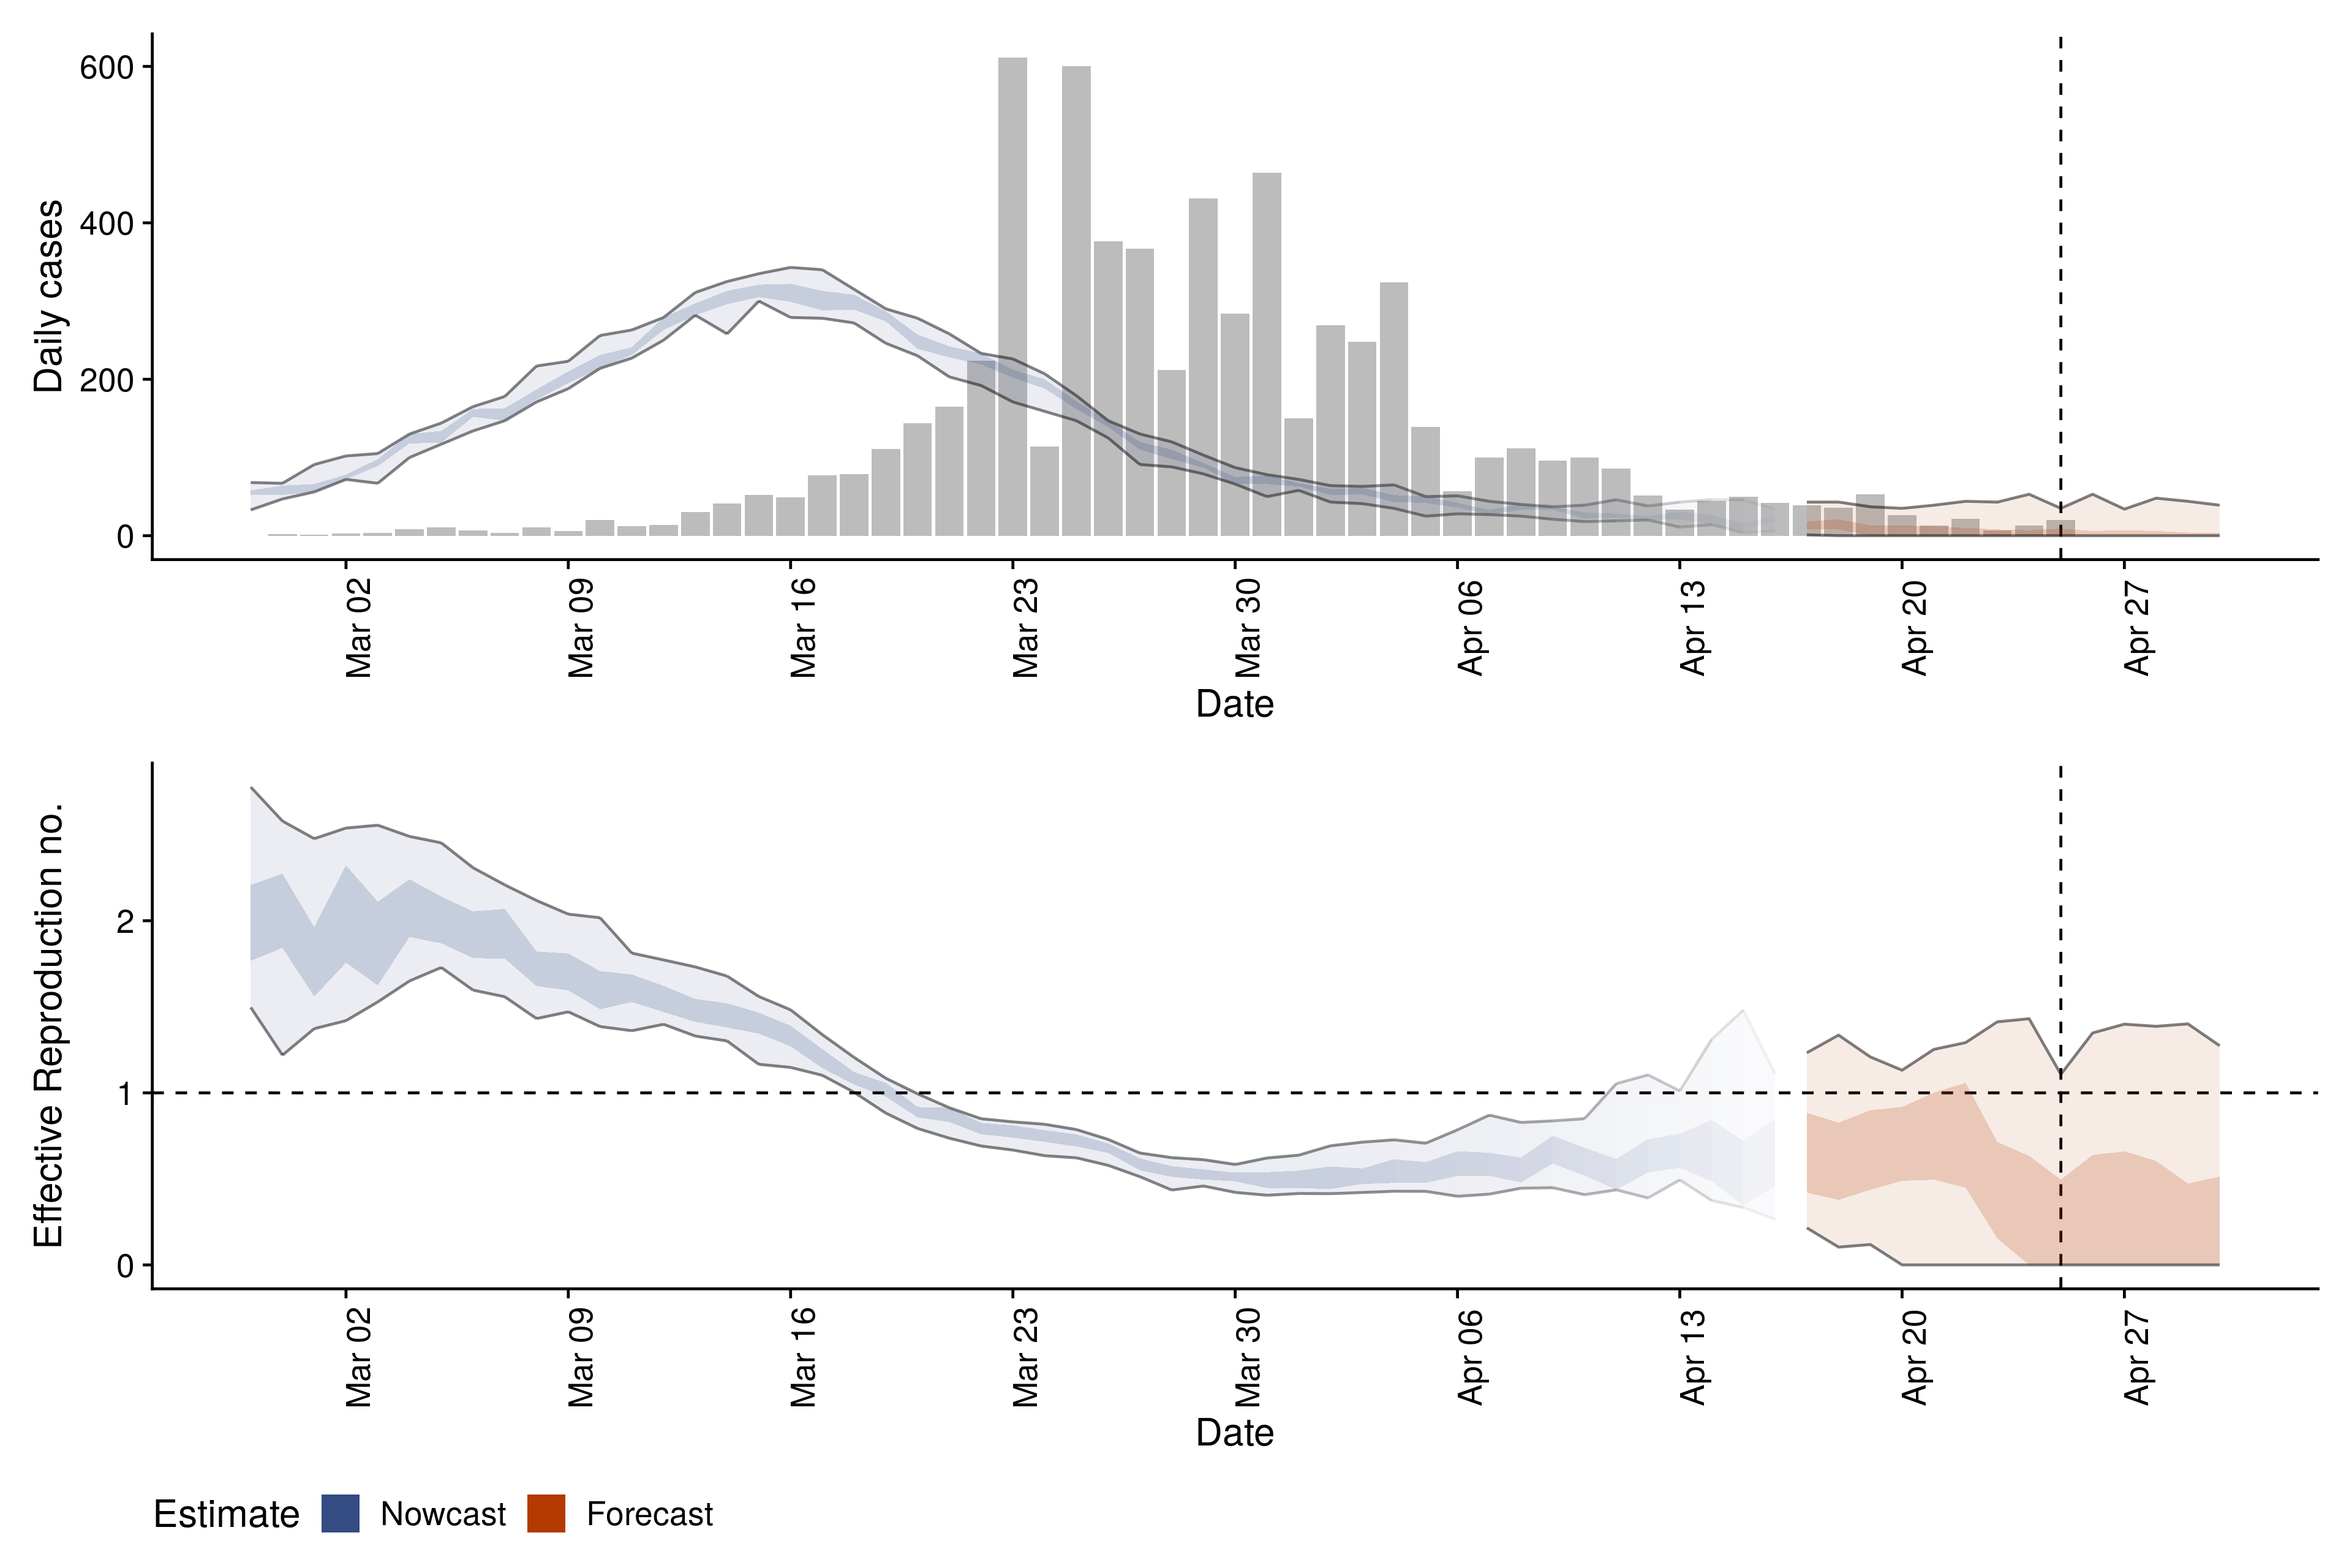 Daily cases
600
400
200
0
Mar 02
Mar 09
Mar 16
Mar 23
Mar 30
Apr 06
Apr 13
Apr 20
Apr 27
Date
Effective Reproduction no.
2
1
0
Mar 02
Mar 09
Mar 16
Mar 23
Mar 30
Apr 06
Apr 13
Apr 20
Apr 27
Date
Estimate Nowcast Forecast